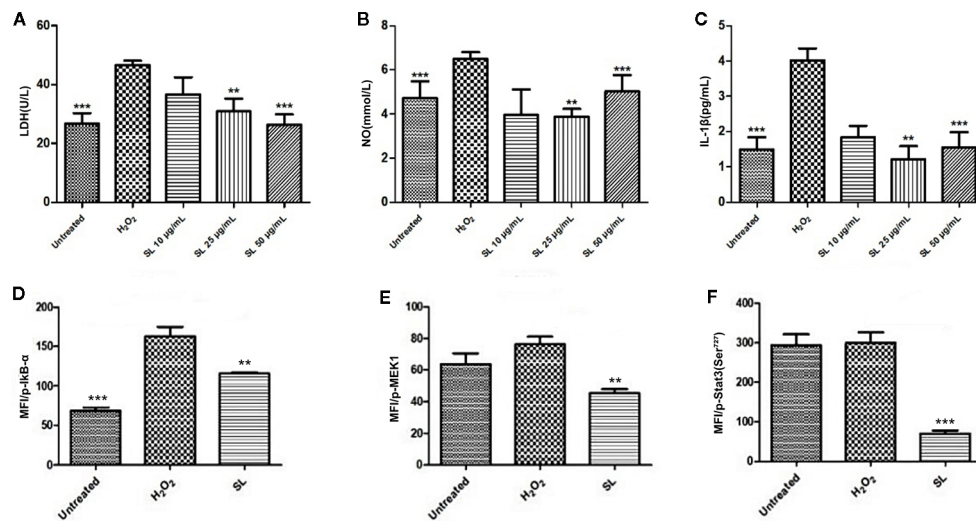 A
LDH(U/L)
60
40
20
0
***
**
***
Untreated
H₂O₂
SL 10 µg/mL
SL 25 µg/mL
SL 50 µg/mL
B
NO(mmol/L)
8
6
4
2
0
***
**
***
Untreated
H₂O₂
SL 10 µg/mL
SL 25 µg/mL
SL 50 µg/mL
C
IL-1β(pg/mL)
5
4
3
2
1
0
***
**
***
Untreated
H₂O₂
SL 10 µg/mL
SL 25 µg/mL
SL 50 µg/mL
D
MFI/p-IkB-α
200
150
100
50
0
***
**
Untreated
H₂O₂
SL
E
MFI/p-MEK1
100
80
60
40
20
0
**
Untreated
H₂O₂
SL
F
MFI/p-Stat3(Ser⁷²⁷)
400
300
200
100
0
***
Untreated
H₂O₂
SL